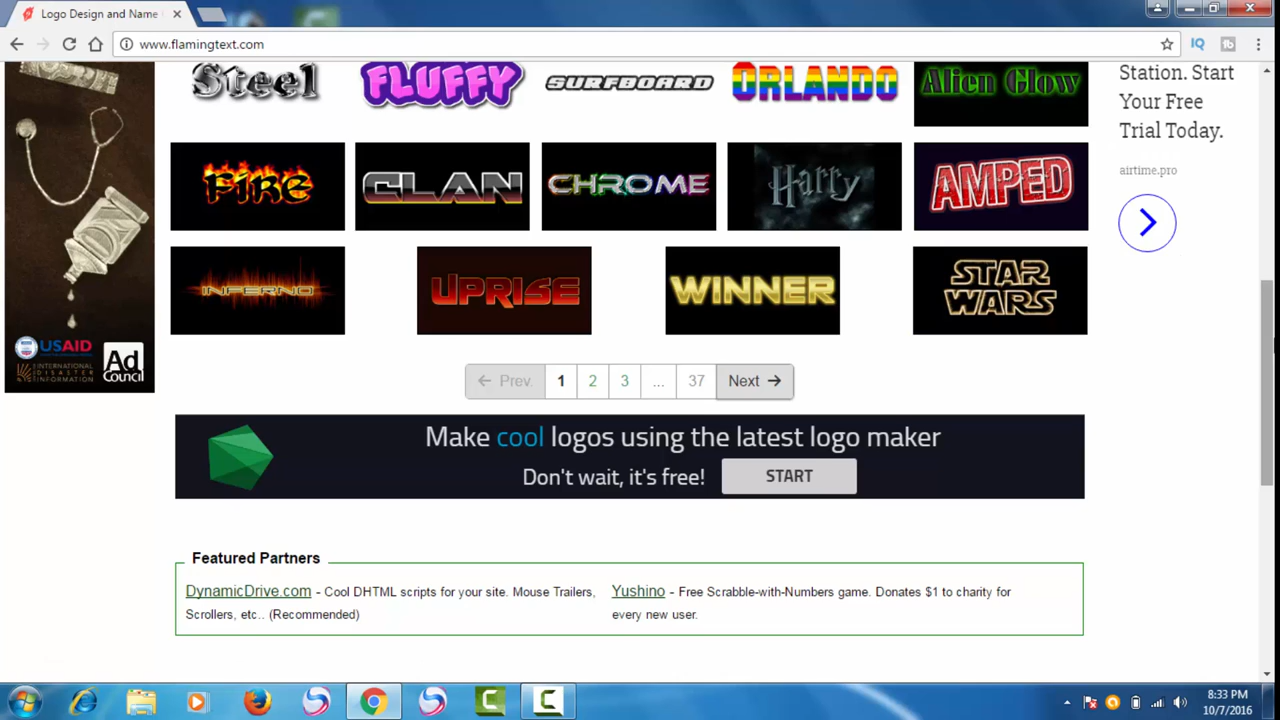 Logo Design and Name
www.flamingtext.com
Steel
FLUFFY
SURFBOARD
ORLANDO
Alien Glow
Station. Start
Your Free
Trial Today.
airtime.pro
FIRE
CLAN
CHROME
Harry
AMPED
INFERNO
UPRISE
WINNER
STAR
WARS
USAID
INTERNATIONAL
DISASTER
INFORMATION
Ad
Council
← Prev. 1 2 3 ... 37 Next →
Make cool logos using the latest logo maker
Don't wait, it's free! START
Featured Partners
DynamicDrive.com - Cool DHTML scripts for your site. Mouse Trailers,
Scrollers, etc.. (Recommended)
Yushino - Free Scrabble-with-Numbers game. Donates $1 to charity for
every new user.
8:33 PM
10/7/2016